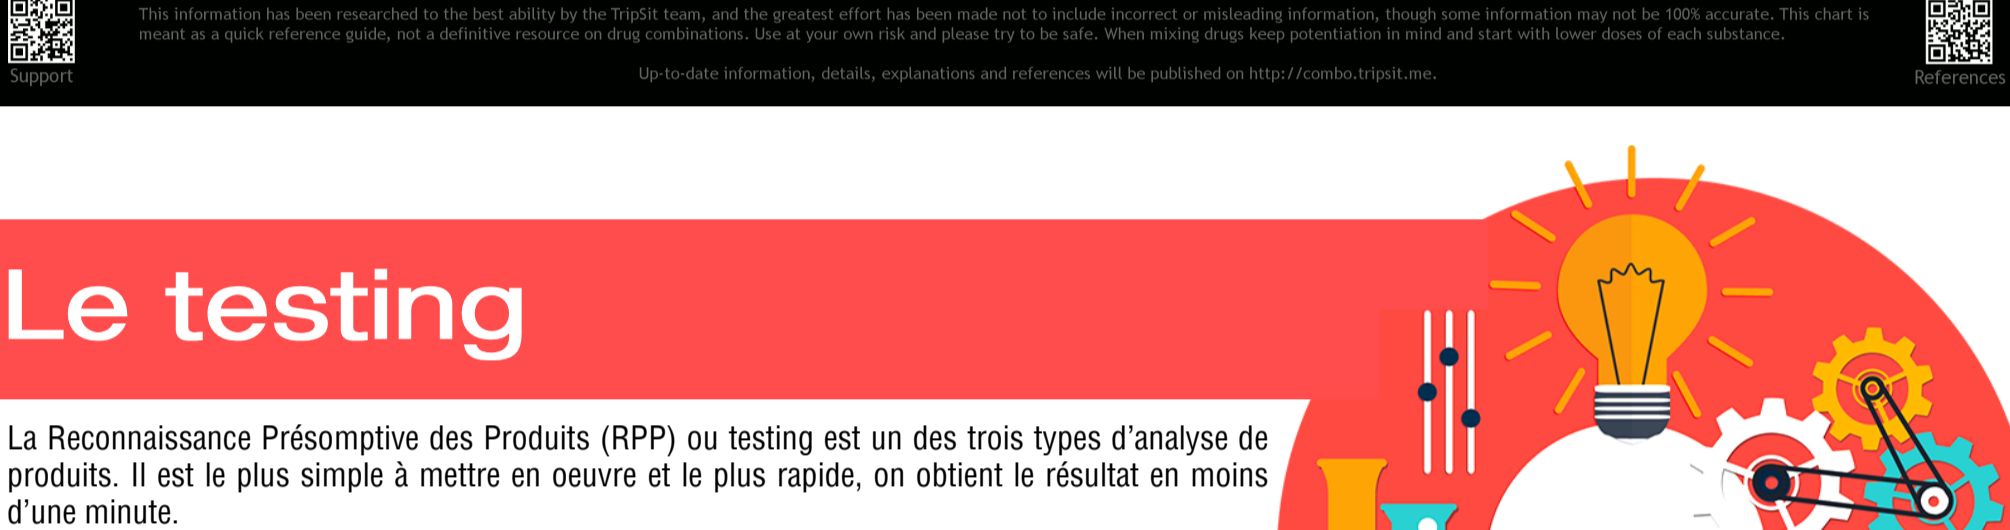 This information has been researched to the best ability by the TripSit team, and the greatest effort has been made not to include incorrect or misleading information, though some information may not be 100% accurate. This chart is
meant as a quick reference guide, not a definitive resource on drug combinations. Use at your own risk and please try to be safe. When mixing drugs keep potentiation in mind and start with lower doses of each substance.
Support
Up-to-date information, details, explanations and references will be published on http://combo.tripsit.me.
References
Le testing
La Reconnaissance Présomptive des Produits (RPP) ou testing est un des trois types d’analyse de
produits. Il est le plus simple à mettre en oeuvre et le plus rapide, on obtient le résultat en moins
d’une minute.